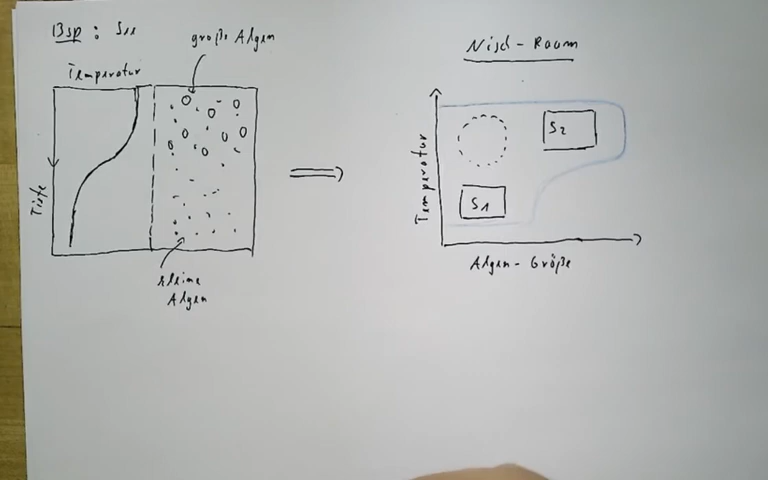 Bsp: See
große Algen
Temperatur
Tiefe
kleine
Algen
Nisch-Raum
Temperatur
S2
S1
Algen-Größe